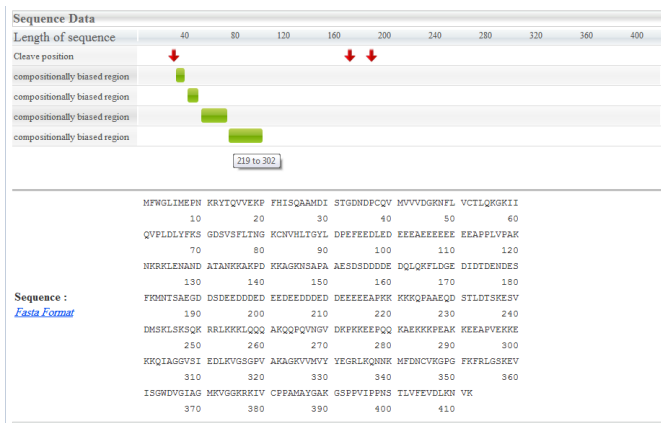 Sequence Data
Length of sequence 40 80 120 160 200 240 280 320 360 400
Cleave position
compositionally biased region
compositionally biased region
compositionally biased region
compositionally biased region
219 to 302
MFWGLIMEPN KRYTQVVEKP FHISQAAMDI STGDNDPCQV MVVVDGKNFL VCTLQKGKII
10 20 30 40 50 60
QVPLDLYFKS GDSVSFLTNG KCNVHLTGYL DPEFEEDLED EEEAEEEEEE EEAPPLVPAK
70 80 90 100 110 120
NKRKLENAND ATANKKAKPD KKAGKNSAPA AESDSDDDDE DQLQKFLDGE DIDTDENDES
130 140 150 160 170 180
FKMNTSAEGD DSDEEDDDED EEDEEDDDED DEEEEEAPKK KKKQPAAEQD STLDTSKESV
Sequence :
190 200 210 220 230 240
Fasta Format
DMSKLSKSQK RRLKKKLQQQ AKQQPQVNGV DKPKKEEPQQ KAEKKKPEAK KEEAPVEKKE
250 260 270 280 290 300
KKQIAGGVSI EDLKVGSGPV AKAGKVVMVY YEGRLKQNNK MFDNCVKGPG FKFRLGSKEV
310 320 330 340 350 360
ISGWDVGIAG MKVGGKRKIV CPPAMAYGAK GSPPVIPPNS TLVFEVDLKN VK
370 380 390 400 410